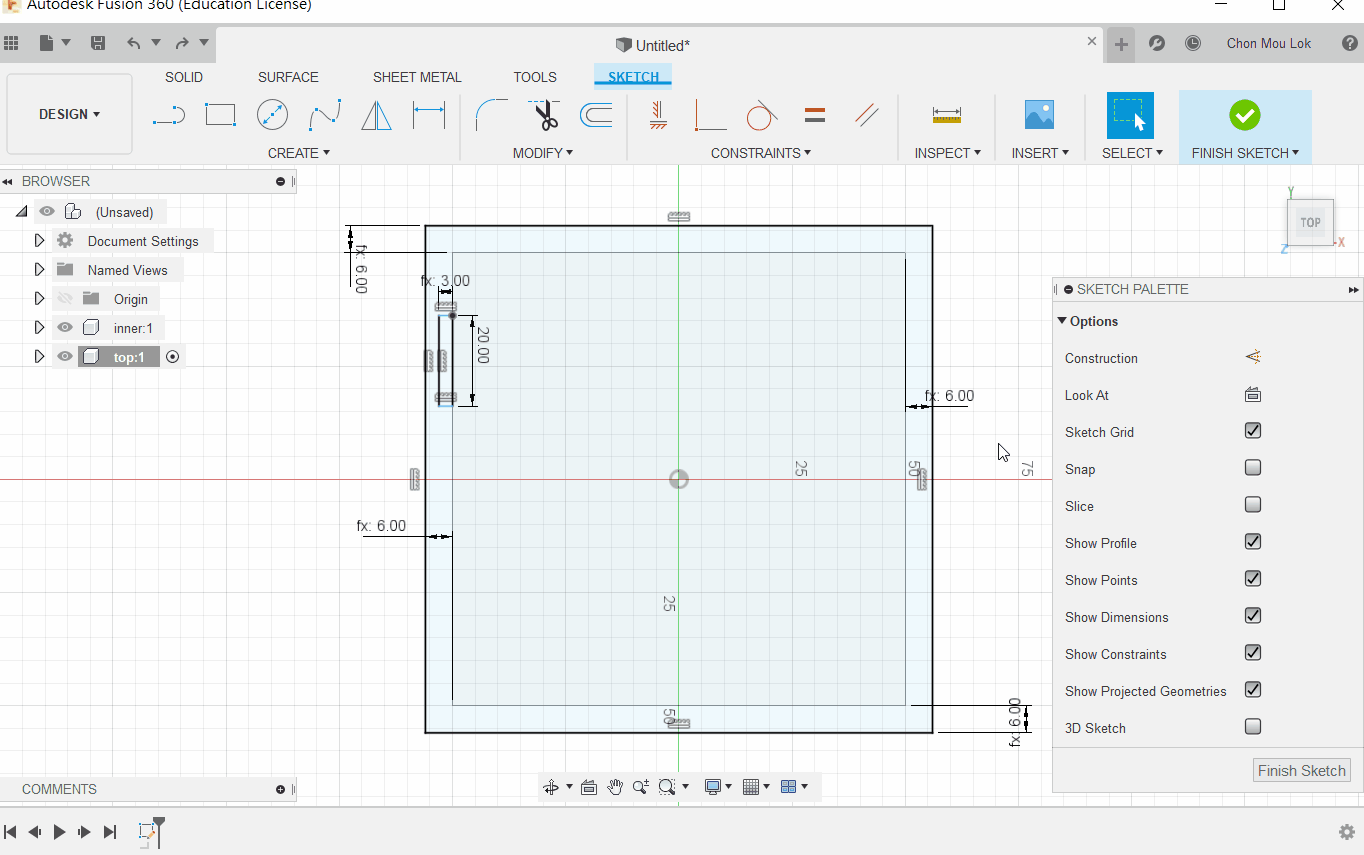 Autodesk Fusion 360 (Education License)
Untitled*
Chon Mou Lok
DESIGN
SOLID
SURFACE
SHEET METAL
TOOLS
SKETCH
CREATE
MODIFY
CONSTRAINTS
INSPECT
INSERT
SELECT
FINISH SKETCH
BROWSER
(Unsaved)
Document Settings
Named Views
Origin
inner:1
top:1
TOP
Y
X
Z
fx: 6.00
fx: 3.00
20.00
fx: 6.00
25
50
75
fx: 6.00
25
50
fx: 6.00
SKETCH PALETTE
Options
Construction
Look At
Sketch Grid
Snap
Slice
Show Profile
Show Points
Show Dimensions
Show Constraints
Show Projected Geometries
3D Sketch
Finish Sketch
COMMENTS